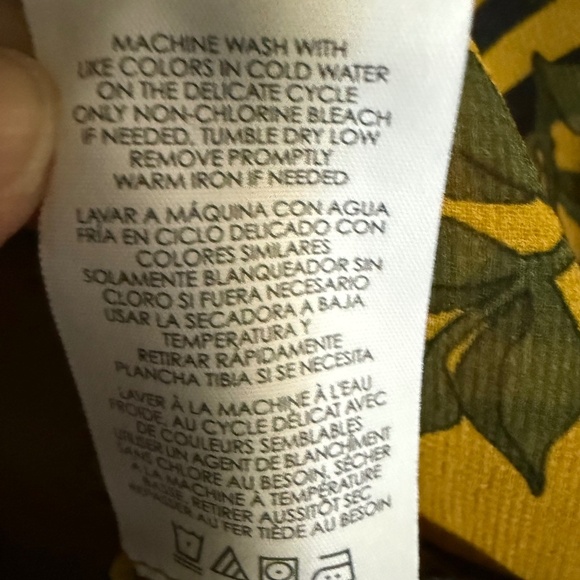 MACHINE WASH WITH
LIKE COLORS IN COLD WATER
ON THE DELICATE CYCLE
ONLY NON-CHLORINE BLEACH
IF NEEDED. TUMBLE DRY LOW
REMOVE PROMPTLY
WARM IRON IF NEEDED
LAVAR A MÁQUINA CON AGUA
FRÍA EN CICLO DELICADO CON
COLORES SIMILARES
SOLAMENTE BLANQUEADOR SIN
CLORO SI FUERA NECESARIO
USAR LA SECADORA A BAJA
TEMPERATURA Y
RETIRAR RÁPIDAMENTE
PLANCHA TIBIA SI SE NECESITA
LAVER À LA MACHINE À L'EAU
FROIDE, AU CYCLE DÉLICAT AVEC
DE COULEURS SEMBLABLES
UTILISER UN AGENT DE BLANCHIMENT
SANS CHLORE AU BESOIN, SÉCHER
A LA MACHINE À TEMPÉRATURE
BASSE, RETIRER AUSSITÔT SEC
REPASSER AU FER TIÈDE AU BESOIN